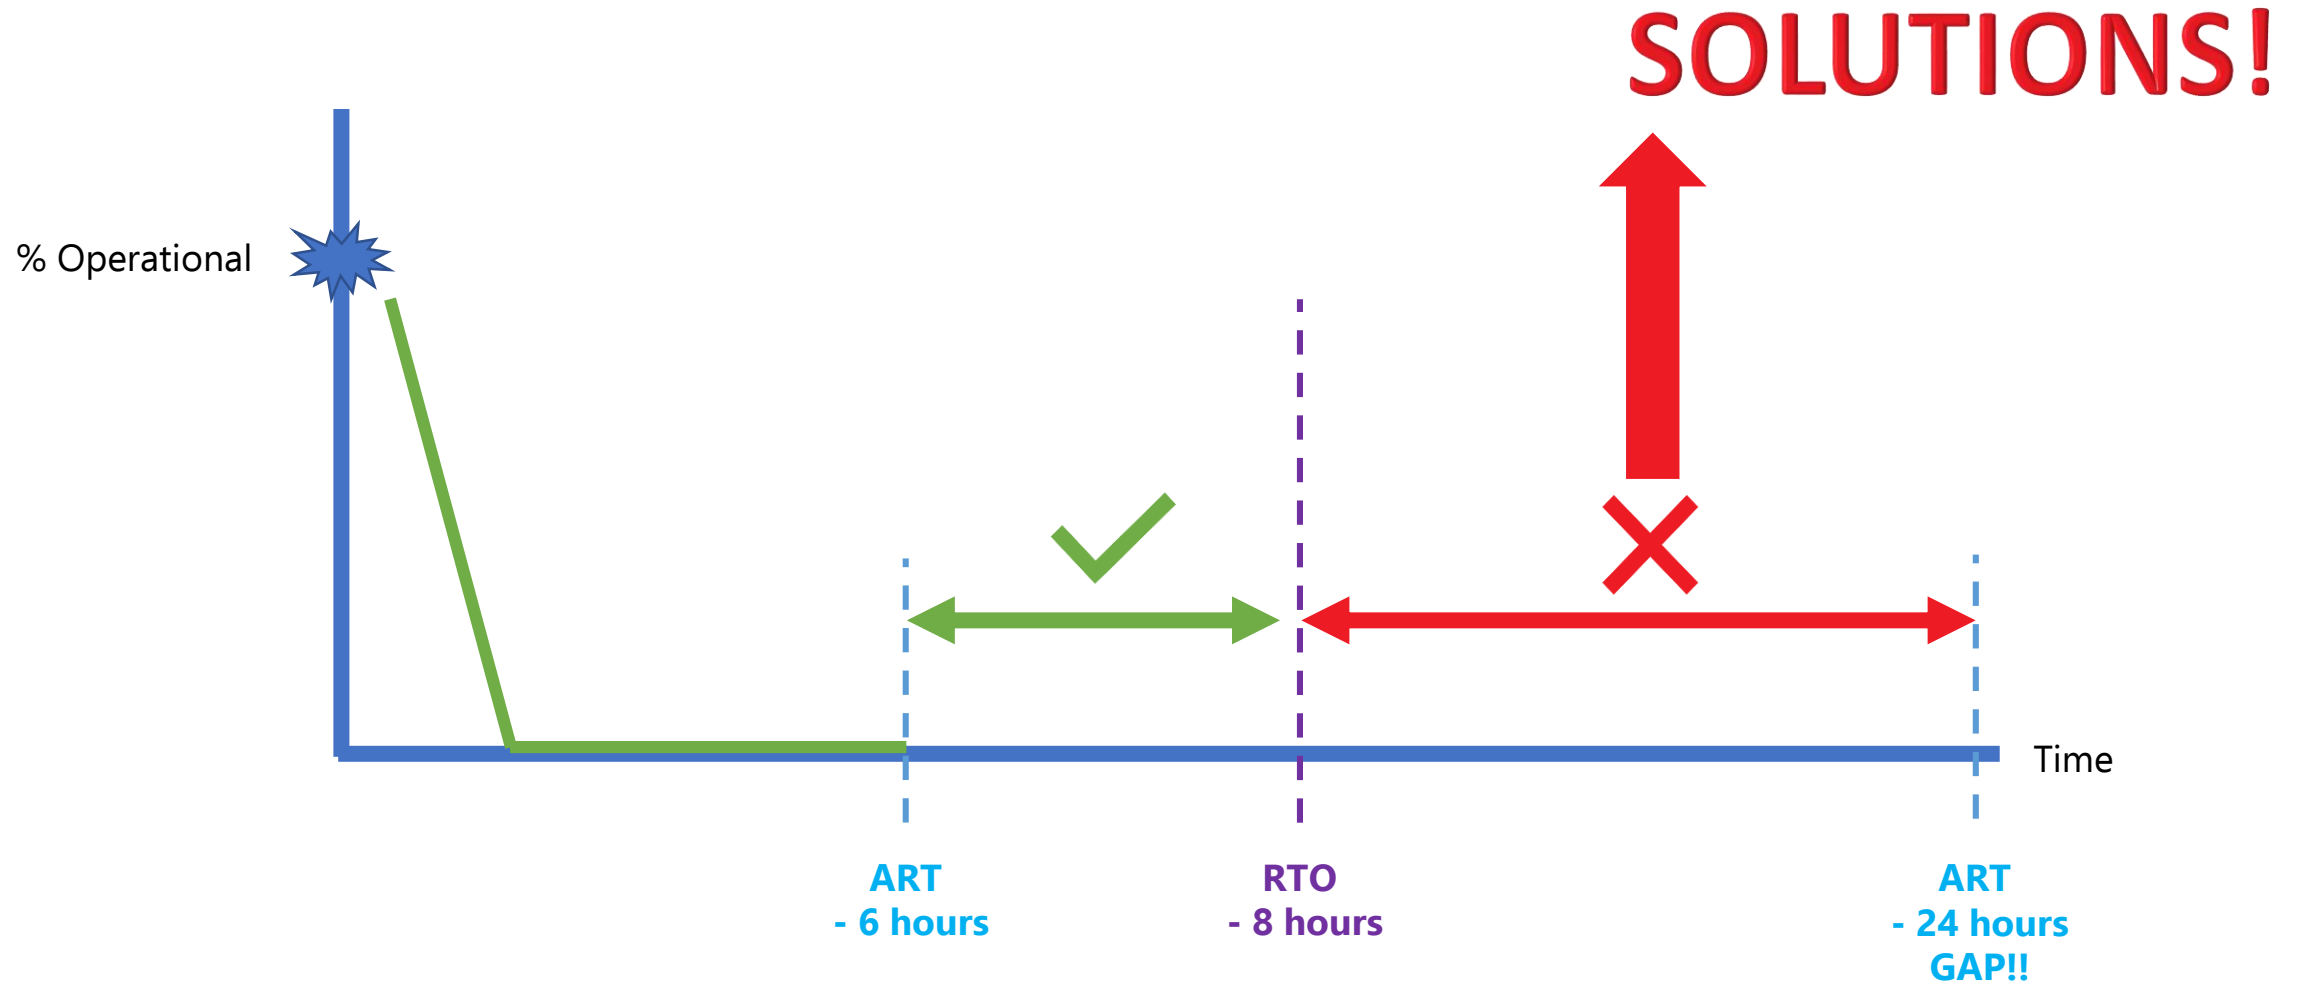 SOLUTIONS!
% Operational
Time
ART
- 6 hours
RTO
- 8 hours
ART
- 24 hours
GAP!!